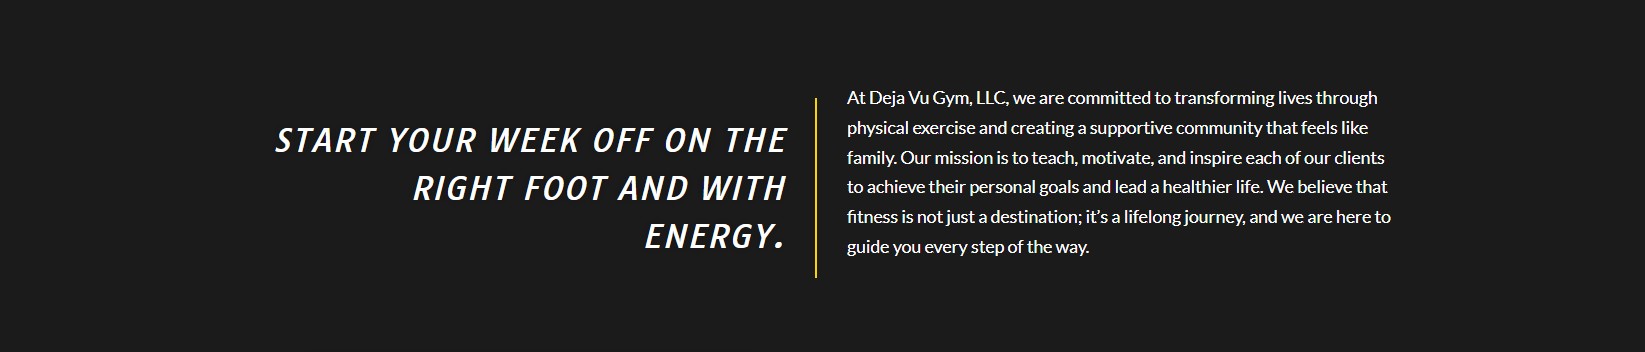 START YOUR WEEK OFF ON THE
RIGHT FOOT AND WITH
ENERGY.
At Deja Vu Gym, LLC, we are committed to transforming lives through
physical exercise and creating a supportive community that feels like
family. Our mission is to teach, motivate, and inspire each of our clients
to achieve their personal goals and lead a healthier life. We believe that
fitness is not just a destination; it’s a lifelong journey, and we are here to
guide you every step of the way.